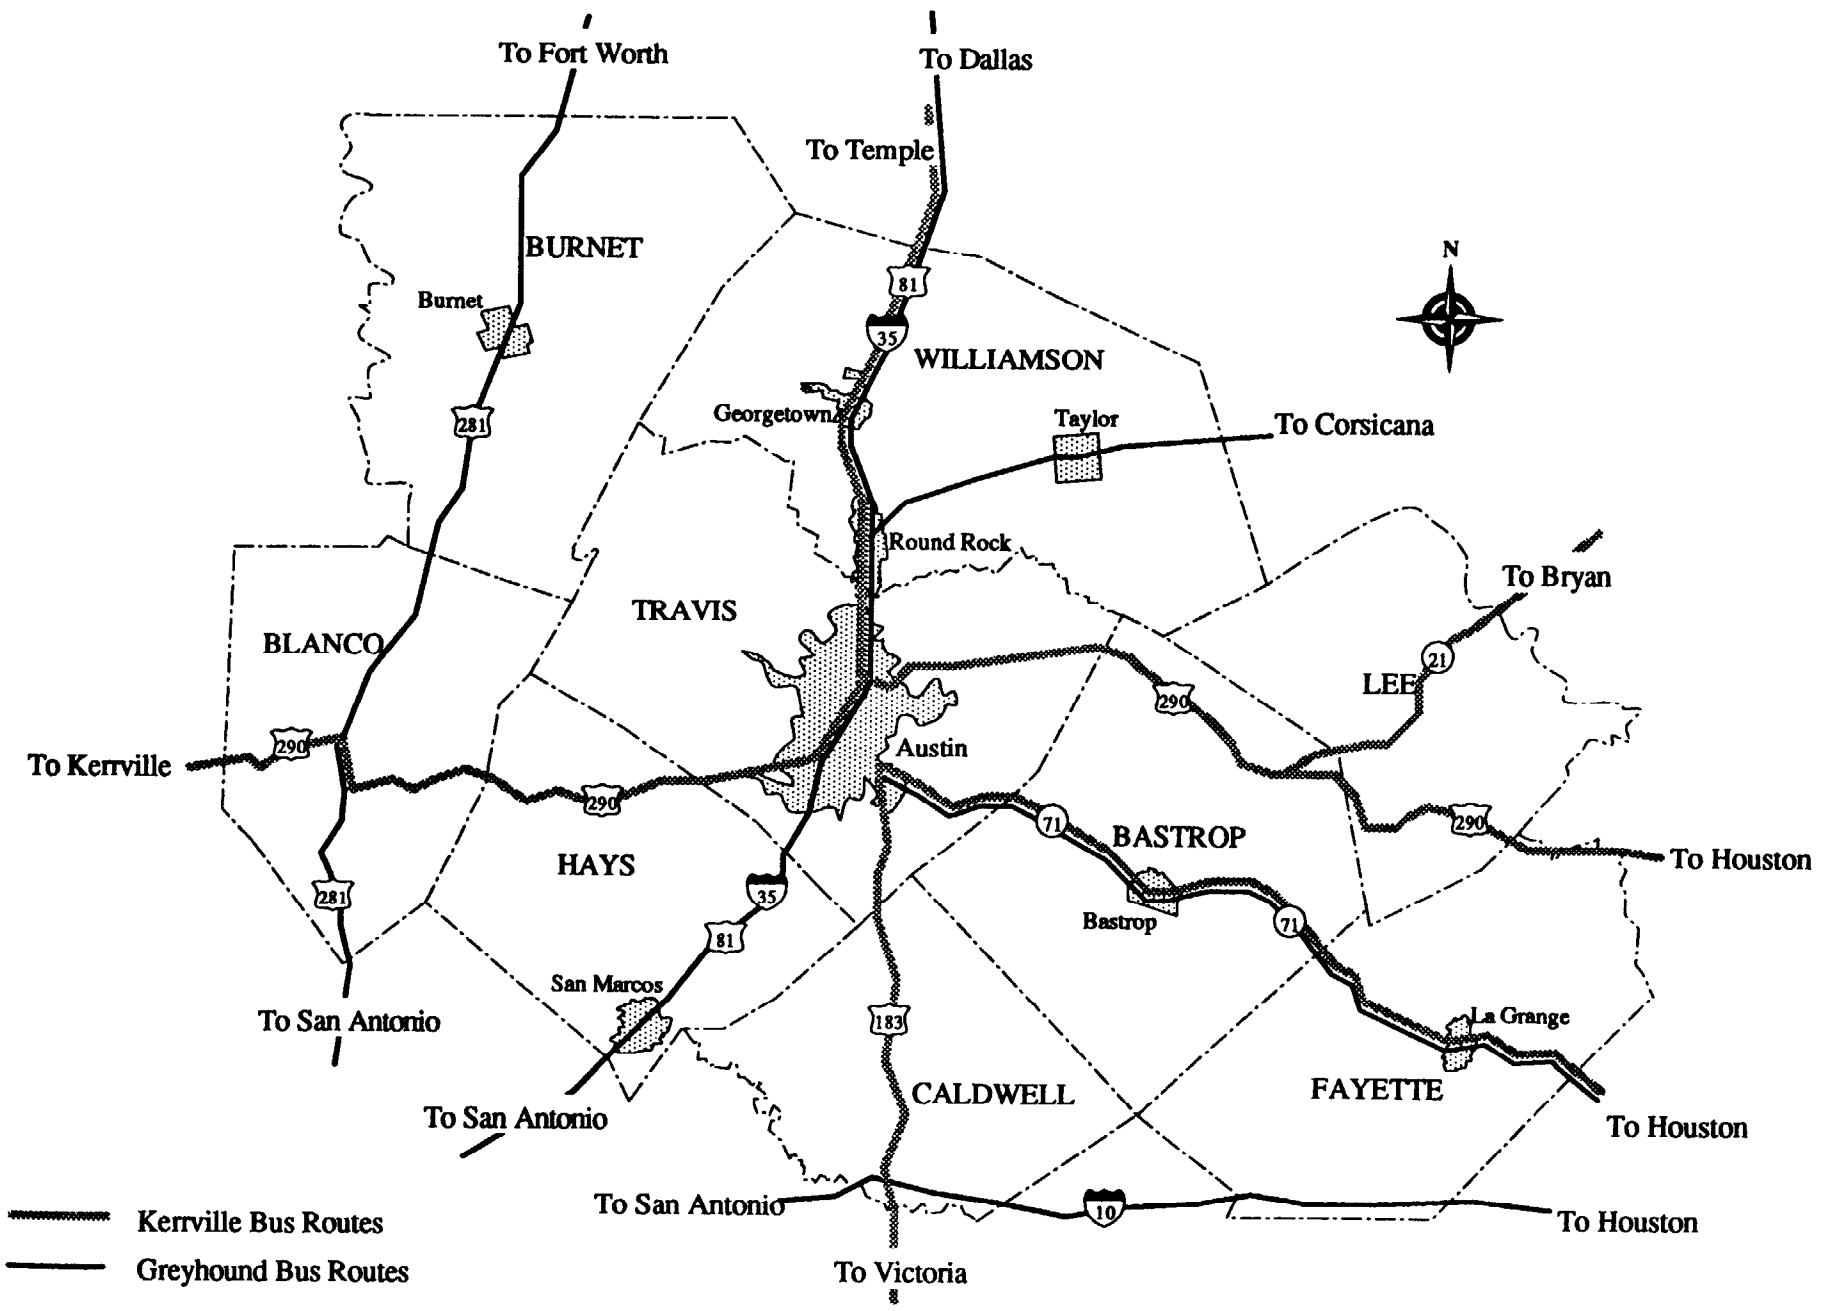 To Fort Worth
To Dallas
To Temple
N
BURNET
81
Burnet
35
WILLIAMSON
Georgetown
Taylor
To Corsicana
281
Round Rock
To Bryan
TRAVIS
BLANCO
21
LEE
290
290
Austin
To Kerrville
290
290
71
BASTROP
290
To Houston
HAYS
35
281
Bastrop
71
81
San Marcos
To San Antonio
183
La Grange
CALDWELL
FAYETTE
To San Antonio
To Houston
To San Antonio
10
To Houston
Kerrville Bus Routes
Greyhound Bus Routes
To Victoria